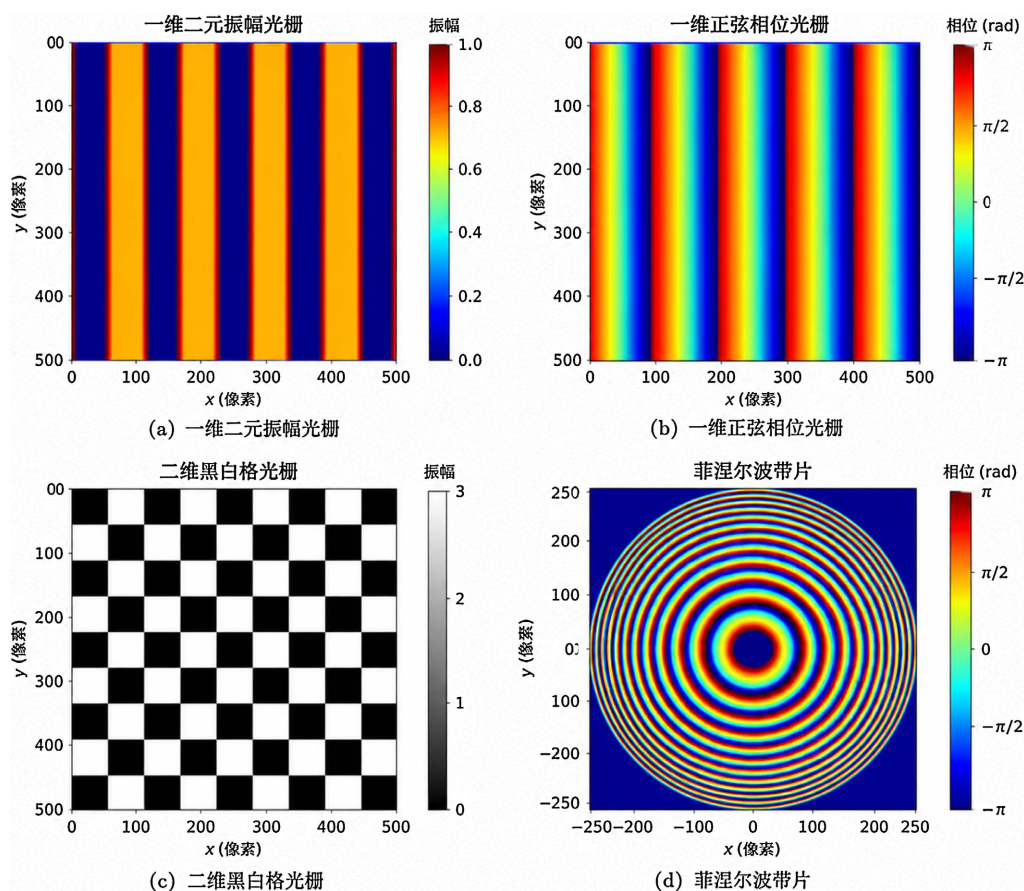 一维二元振幅光栅
振幅
00
100
200
300
400
500
y (像素)
0 100 200 300 400 500
x (像素)
1.0
0.8
0.6
0.4
0.2
0.0
(a) 一维二元振幅光栅
一维正弦相位光栅
相位 (rad)
00
100
200
300
400
500
y (像素)
0 100 200 300 400 500
x (像素)
π
π/2
0
−π/2
−π
(b) 一维正弦相位光栅
二维黑白格光栅
振幅
00
100
200
300
400
500
y (像素)
0 100 200 300 400 500
x (像素)
3
2
1
0
(c) 二维黑白格光栅
菲涅尔波带片
相位 (rad)
250
200
100
0
100
−200
−250
y (像素)
−250−200 −100 0 100 200 250
x (像素)
π
π/2
0
−π/2
−π
(d) 菲涅尔波带片